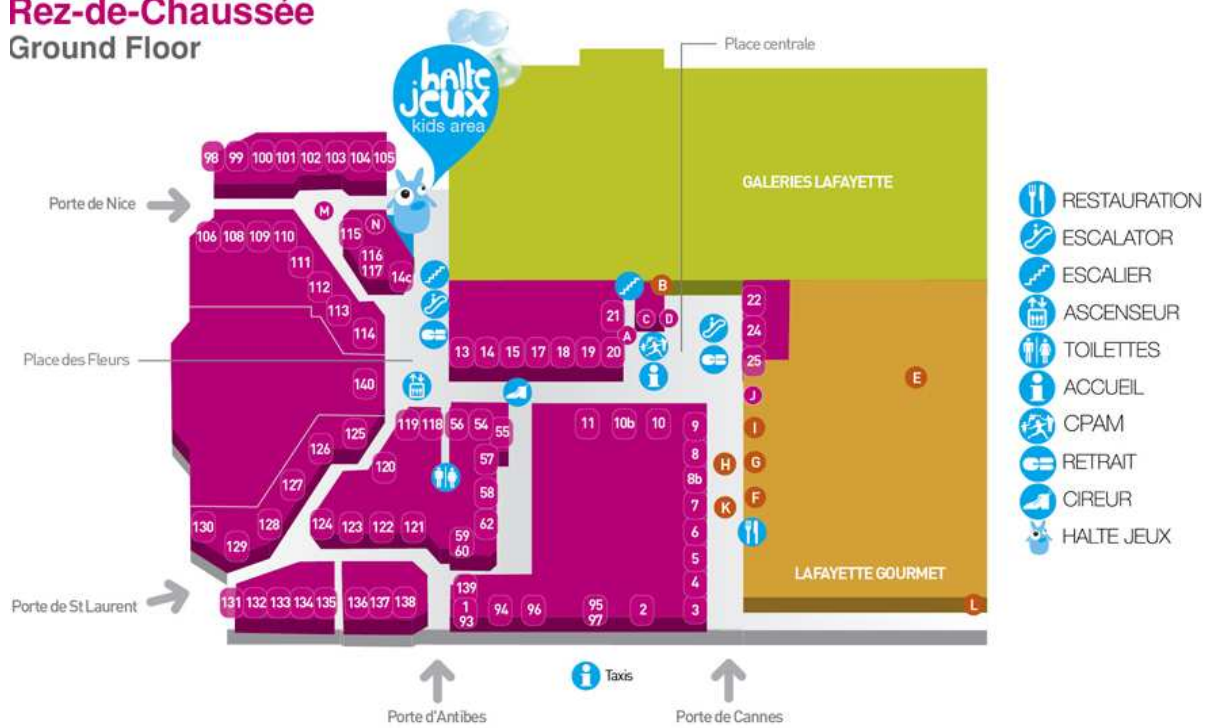 Rez-de-Chaussée
Ground Floor
Place centrale
halte
jeux
kids area
98 99 100 101 102 103 104 105
GALERIES LAFAYETTE
RESTAURATION
Porte de Nice
M
N
115
106 108 109 110
116
117
111
14c
ESCALATOR
112
B
ESCALIER
113
21
C
D
22
ASCENSEUR
114
A
24
TOILETTES
Place des Fleurs
13 14 15 17 18 19 20
25
140
E
ACCUEIL
J
119 118 56 54
55
11 10b 10 9
I
CPAM
125
126
120
57
8
H
G
RETRAIT
127
58
8b
7
K
F
CIREUR
130
128
124 123 122 121
62
59
60
6
129
5
HALTE JEUX
LAFAYETTE GOURMET
139
4
131 132 133 134 135 136 137 138
1
93
94 96
95
97
2 3
L
Porte de St Laurent
Taxis
Porte d'Antibes
Porte de Cannes